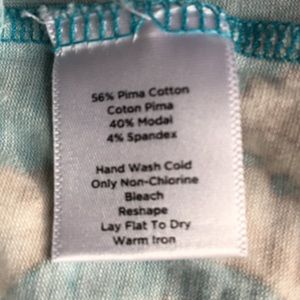 56% Pima Cotton
Coton Pima
40% Modal
4% Spandex
Hand Wash Cold
Only Non-Chlorine
Bleach
Reshape
Lay Flat To Dry
Warm Iron